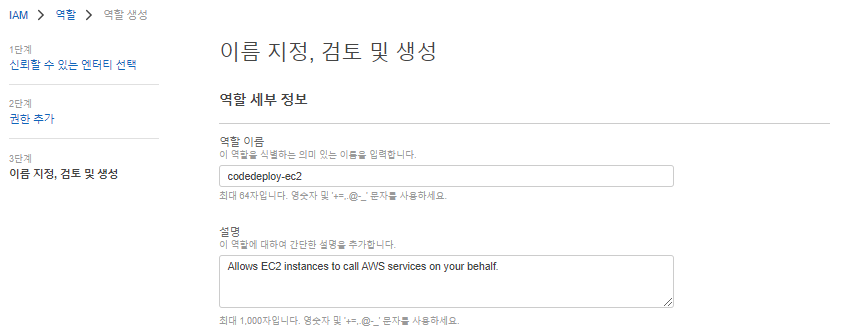 IAM > 역할 > 역할 생성
1단계
신뢰할 수 있는 엔터티 선택
2단계
권한 추가
3단계
이름 지정, 검토 및 생성
이름 지정, 검토 및 생성
역할 세부 정보
역할 이름
이 역할을 식별하는 의미 있는 이름을 입력합니다.
codedeploy-ec2
최대 64자입니다. 영숫자 및 '+=,.@-_' 문자를 사용하세요.
설명
이 역할에 대하여 간단한 설명을 추가합니다.
Allows EC2 instances to call AWS services on your behalf.
최대 1,000자입니다. 영숫자 및 '+=,.@-_' 문자를 사용하세요.